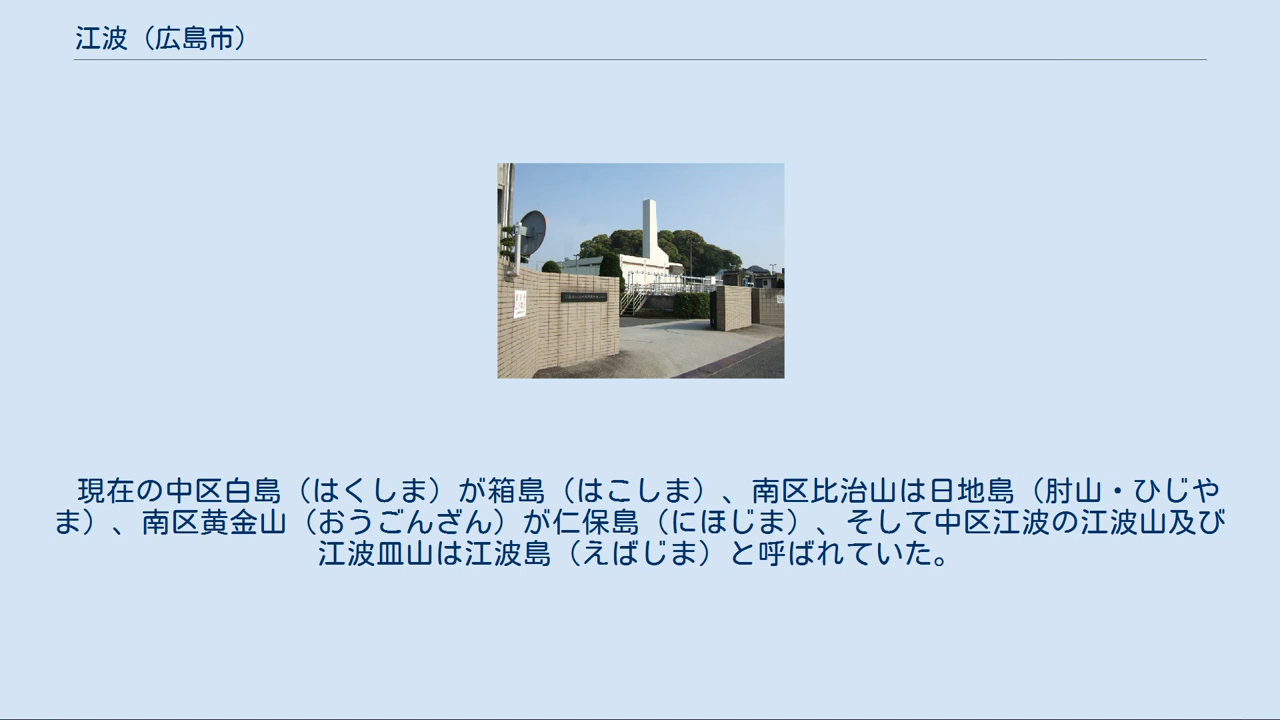 江波（広島市）
現在の中区白島（はくしま）が箱島（はこしま）、南区比治山は日地島（肘山・ひじや
ま）、南区黄金山（おうごんざん）が仁保島（にほじま）、そして中区江波の江波山及び
江波皿山は江波島（えばじま）と呼ばれていた。